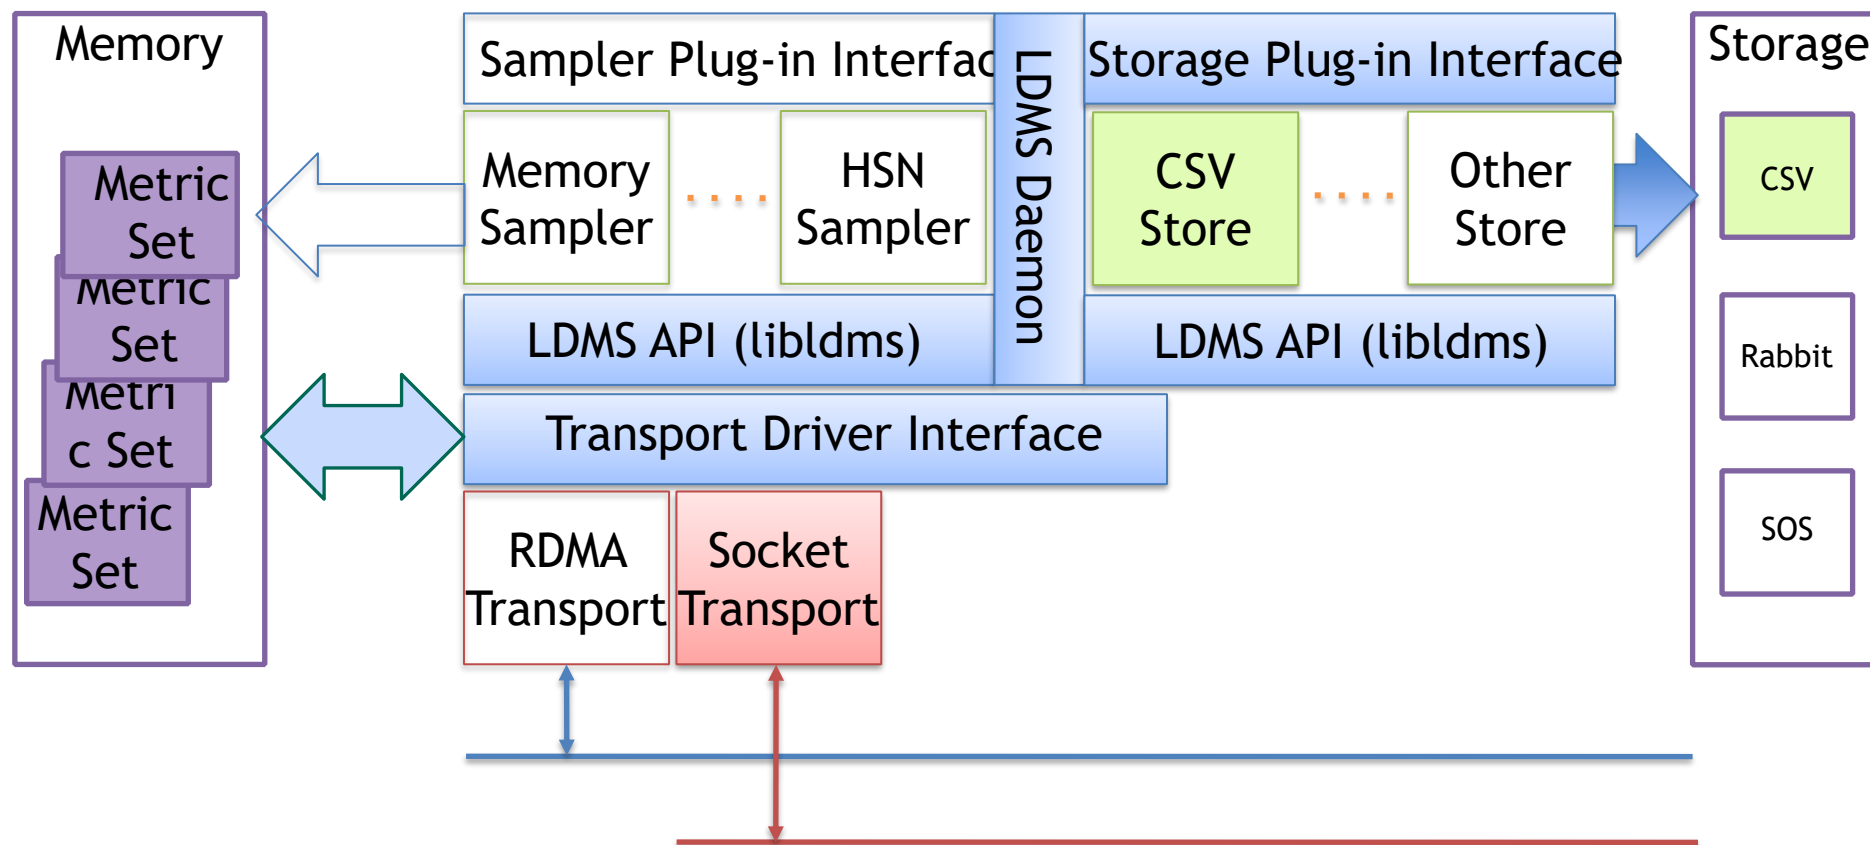 Memory
Metric
Set
Metric
Set
Metri
c Set
Metric
Set
Sampler Plug-in Interfac
Memory
Sampler
HSN
Sampler
LDMS API (libldms)
LDMS Daemon
Storage Plug-in Interface
CSV
Store
Other
Store
LDMS API (libldms)
Transport Driver Interface
RDMA
Transport
Socket
Transport
Storage
CSV
Rabbit
SOS